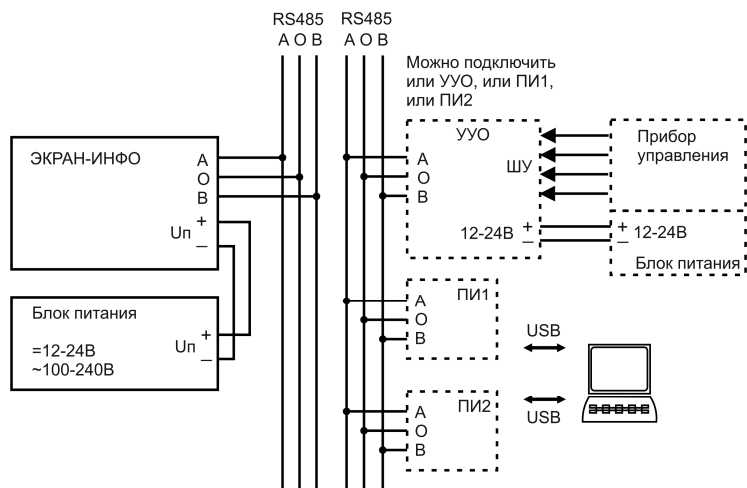 RS485 RS485
А О В А О В
Можно подключить
или УУО, или ПИ1,
или ПИ2
ЭКРАН-ИНФО
А
О
В
Uп
+
–
Блок питания
=12-24В
~100-240В
Uп
+
–
УУО
А
О
В
ШУ
12-24В
+
–
Прибор
управления
+ 12-24В
–
Блок питания
ПИ1
А
О
В
USB
ПИ2
А
О
В
USB